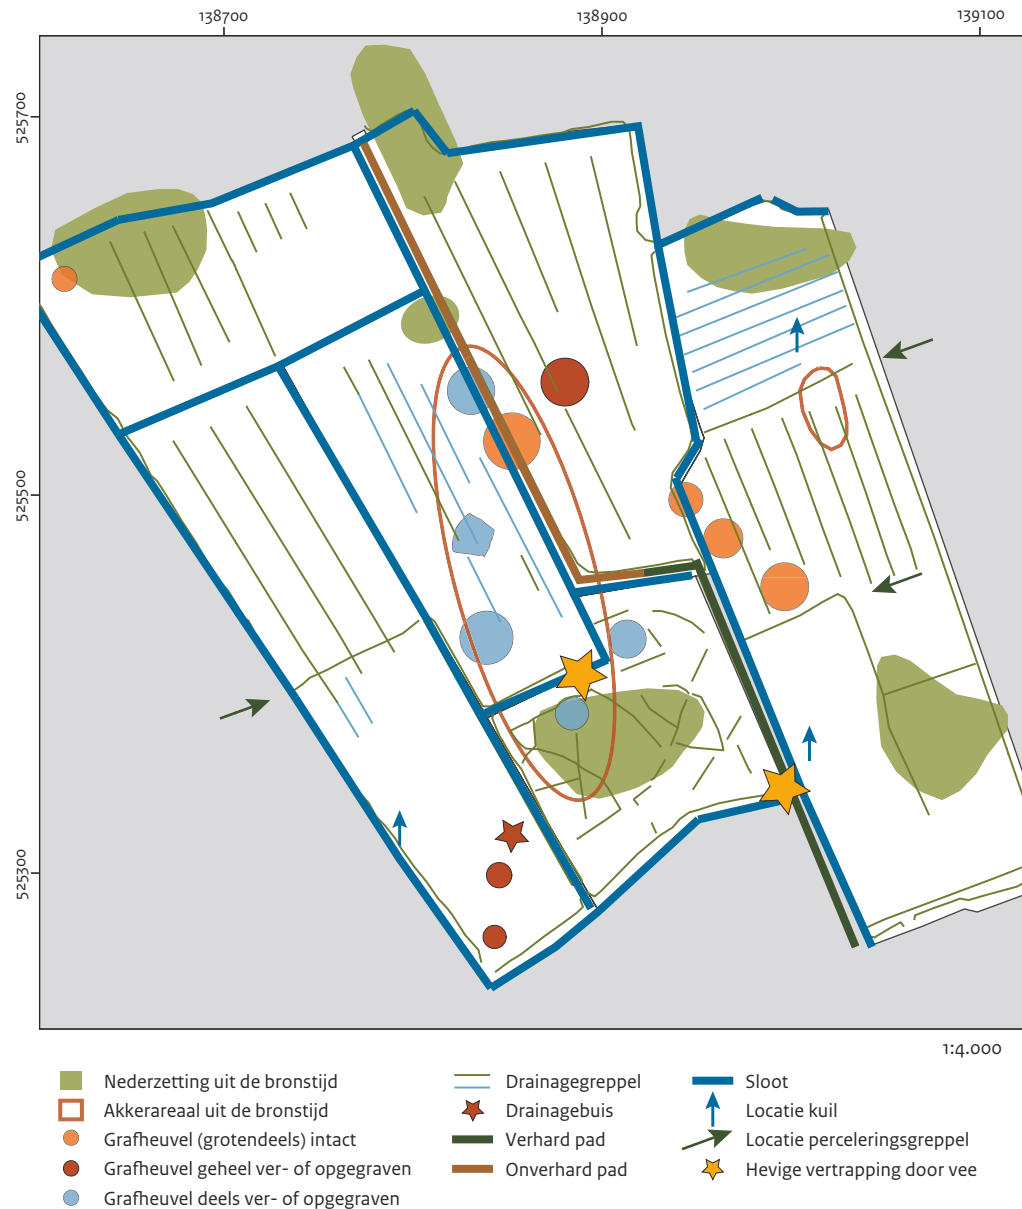 138700 138900 139100
525700
525500
525300
1:4.000
Nederzetting uit de bronstijd
Akkerareaal uit de bronstijd
Grafheuvel (grotendeels) intact
Grafheuvel geheel ver- of opgegraven
Grafheuvel deels ver- of opgegraven
Drainagegreppel
Drainagebuis
Verhard pad
Onverhard pad
Sloot
Locatie kuil
Locatie perceleringsgreppel
Hevige vertrapping door vee